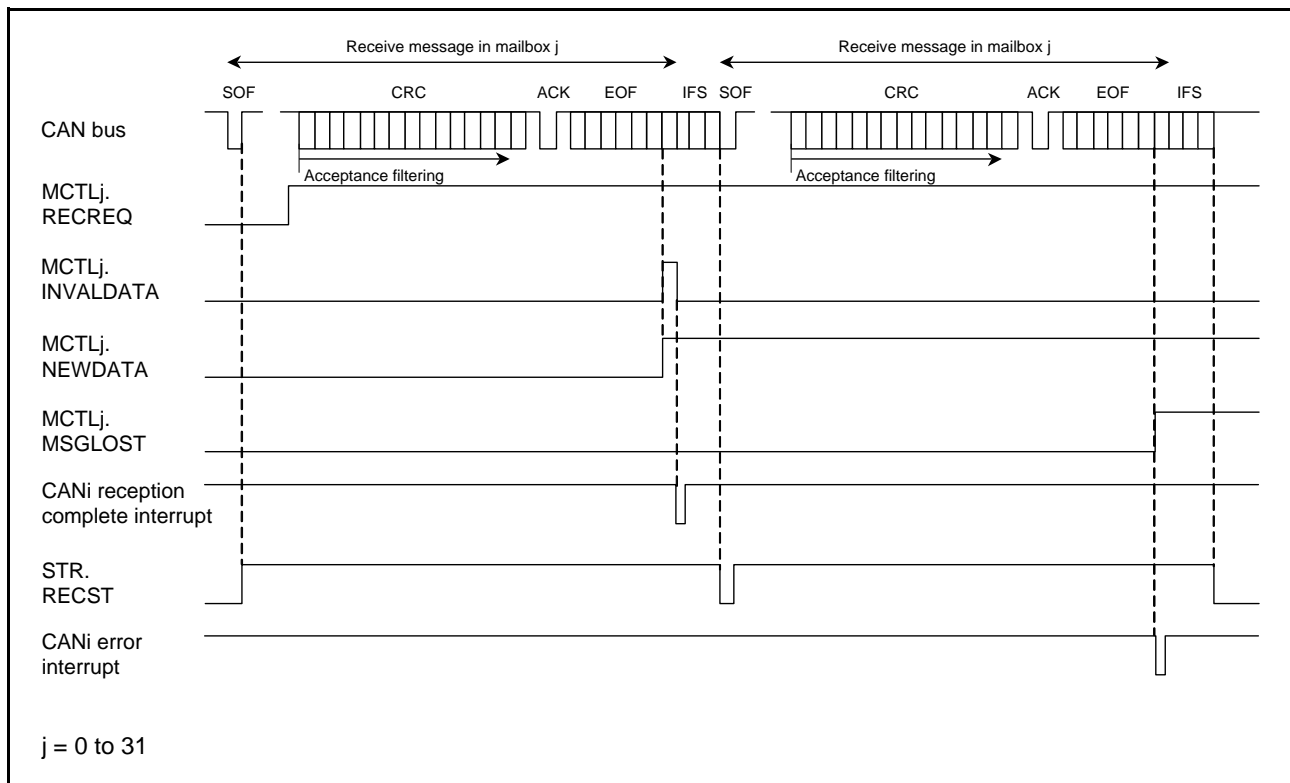 Receive message in mailbox j
Receive message in mailbox j
SOF
CRC
ACK
EOF
IFS
SOF
CRC
ACK
EOF
IFS
CAN bus
Acceptance filtering
Acceptance filtering
MCTLj.
RECREQ
MCTLj.
INVALDATA
MCTLj.
NEWDATA
MCTLj.
MSGLOST
CANi reception
complete interrupt
STR.
RECST
CANi error
interrupt
j = 0 to 31